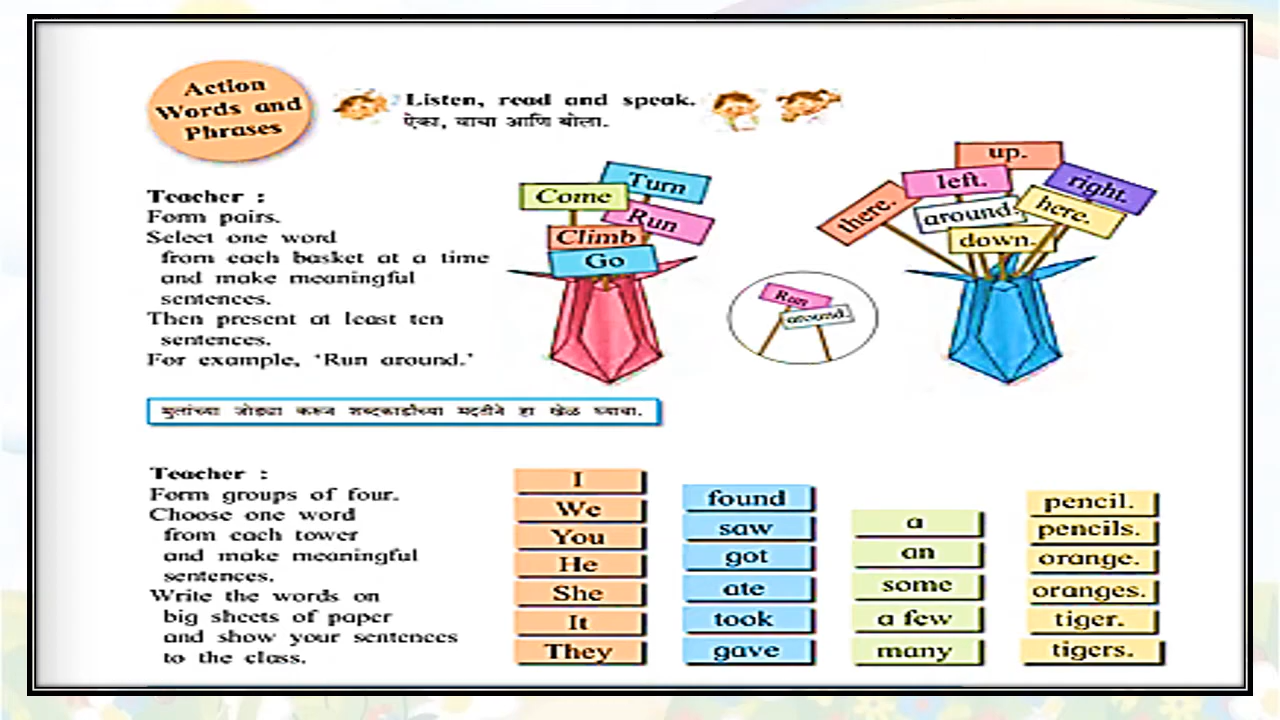 Action
Words and
Phrases
Listen, read and speak.
ऐका, वाचा आणि बोला.
Teacher :
Form pairs.
Select one word
from each basket at a time
and make meaningful
sentences.
Then present at least ten
sentences.
For example, ‘Run around.’
Come
Turn
Run
Climb
Go
Run
around.
up.
left.
right.
there.
around.
here.
down.
मुलांच्या जोड्या करून शब्दकार्डांच्या मदतीने हा खेळ घ्यावा.
Teacher :
Form groups of four.
Choose one word
from each tower
and make meaningful
sentences.
Write the words on
big sheets of paper
and show your sentences
to the class.
I
We
You
He
She
It
They
found
saw
got
ate
took
gave
a
an
some
a few
many
pencil.
pencils.
orange.
oranges.
tiger.
tigers.